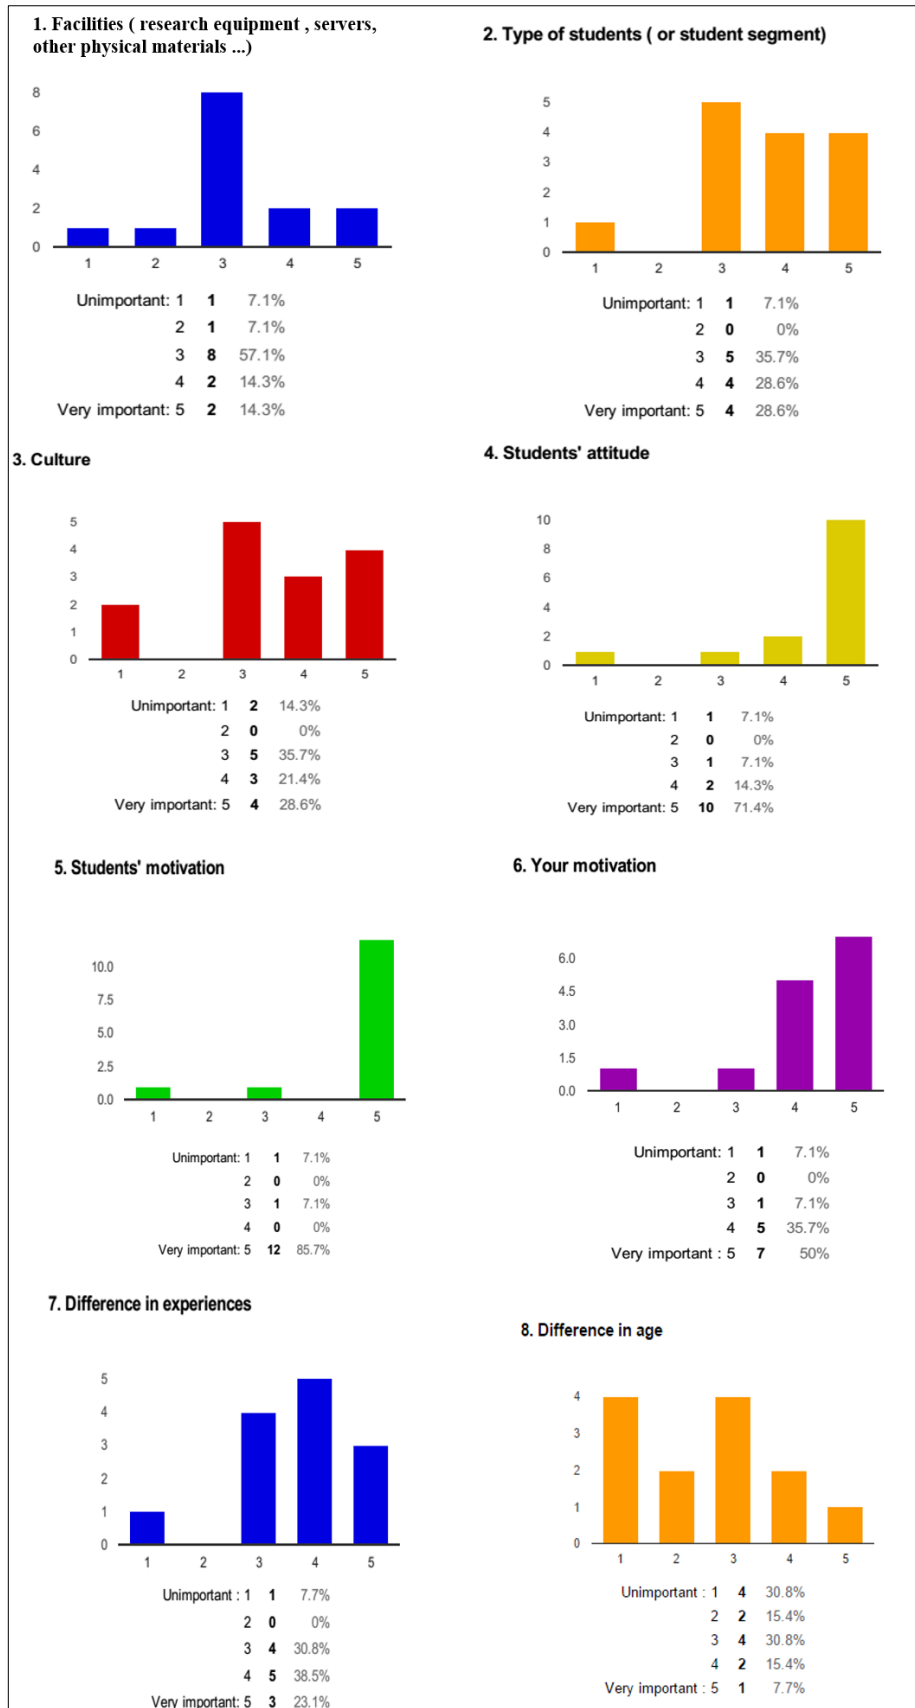 1. Facilities ( research equipment , servers,
other physical materials ...)
8
6
4
2
0
1 2 3 4 5
Unimportant: 1 1 7.1%
2 1 7.1%
3 8 57.1%
4 2 14.3%
Very important: 5 2 14.3%
2. Type of students ( or student segment)
5
4
3
2
1
0
1 2 3 4 5
Unimportant: 1 1 7.1%
2 0 0%
3 5 35.7%
4 4 28.6%
Very important: 5 4 28.6%
3. Culture
5
4
3
2
1
0
1 2 3 4 5
Unimportant: 1 2 14.3%
2 0 0%
3 5 35.7%
4 3 21.4%
Very important: 5 4 28.6%
4. Students' attitude
10
8
6
4
2
0
1 2 3 4 5
Unimportant: 1 1 7.1%
2 0 0%
3 1 7.1%
4 2 14.3%
Very important: 5 10 71.4%
5. Students' motivation
10.0
7.5
5.0
2.5
0.0
1 2 3 4 5
Unimportant: 1 1 7.1%
2 0 0%
3 1 7.1%
4 0 0%
Very important: 5 12 85.7%
6. Your motivation
6.0
4.5
3.0
1.5
0.0
1 2 3 4 5
Unimportant: 1 1 7.1%
2 0 0%
3 1 7.1%
4 5 35.7%
Very important : 5 7 50%
7. Difference in experiences
5
4
3
2
1
0
1 2 3 4 5
Unimportant : 1 1 7.7%
2 0 0%
3 4 30.8%
4 5 38.5%
Very important: 5 3 23.1%
8. Difference in age
4
3
2
1
0
1 2 3 4 5
Unimportant : 1 4 30.8%
2 2 15.4%
3 4 30.8%
4 2 15.4%
Very important : 5 1 7.7%